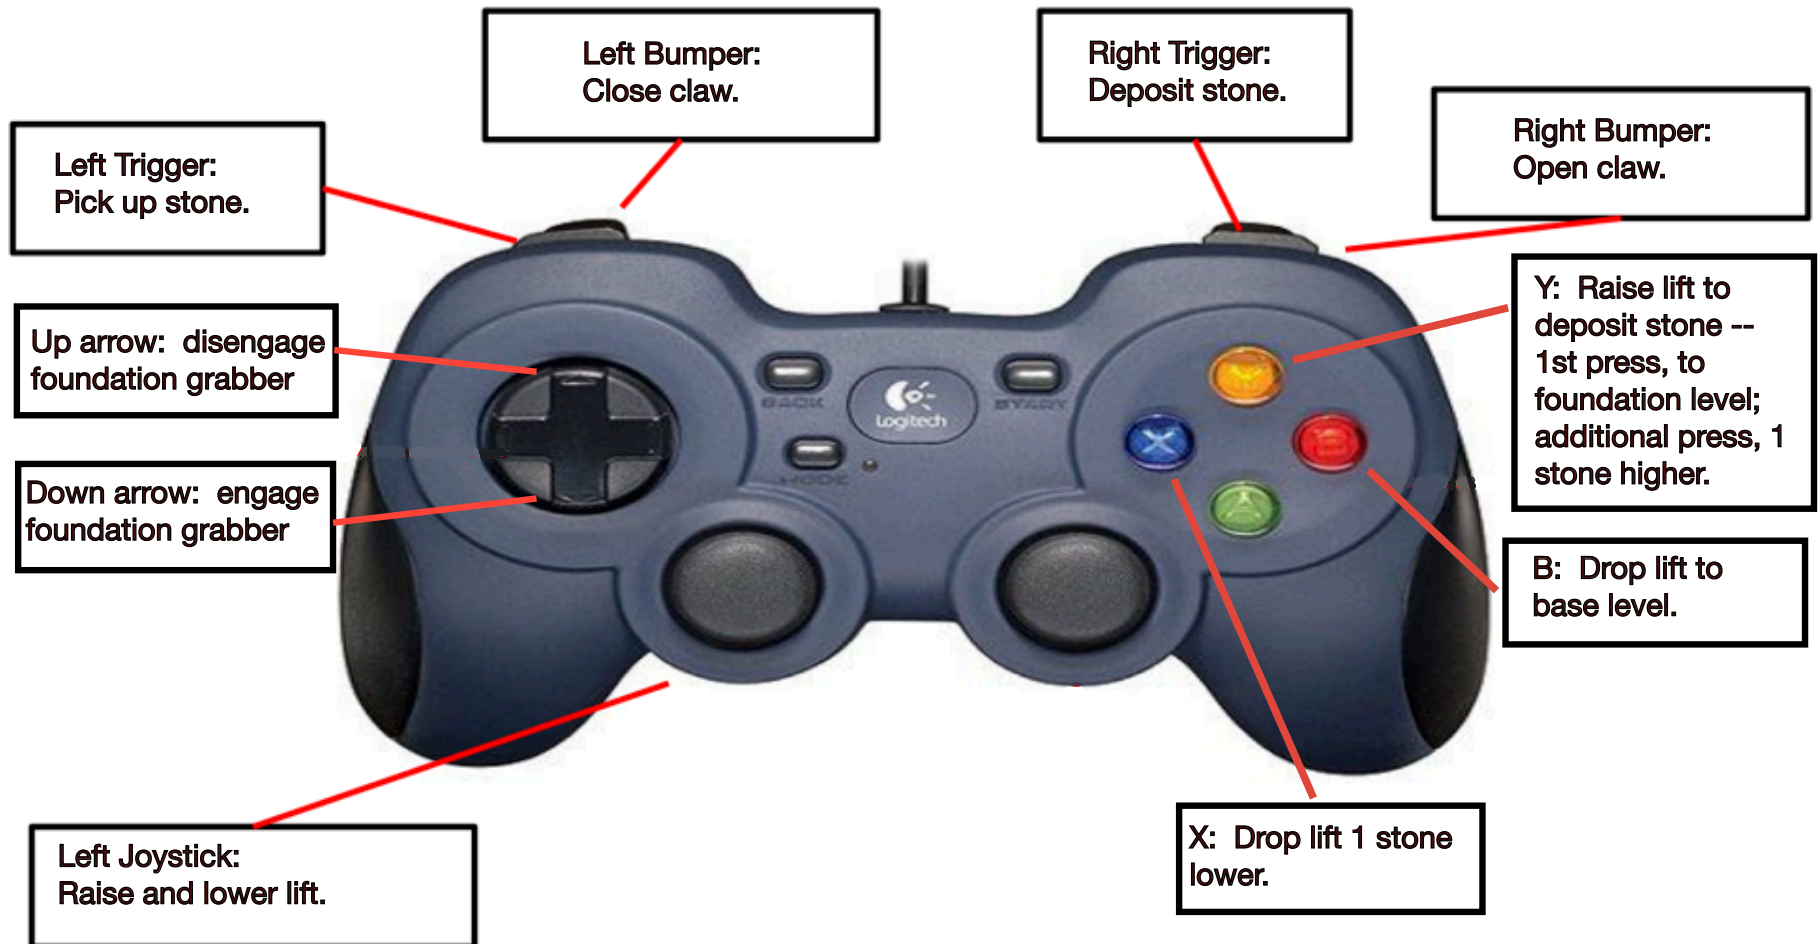 Left Bumper:
Close claw.
Right Trigger:
Deposit stone.
Right Bumper:
Open claw.
Left Trigger:
Pick up stone.
Y:  Raise lift to
deposit stone --
1st press, to
foundation level;
additional press, 1
stone higher.
Up arrow:  disengage
foundation grabber
BACK
Logitech
START
Y
X
B
MODE
A
Down arrow:  engage
foundation grabber
B:  Drop lift to
base level.
X:  Drop lift 1 stone
lower.
Left Joystick:
Raise and lower lift.